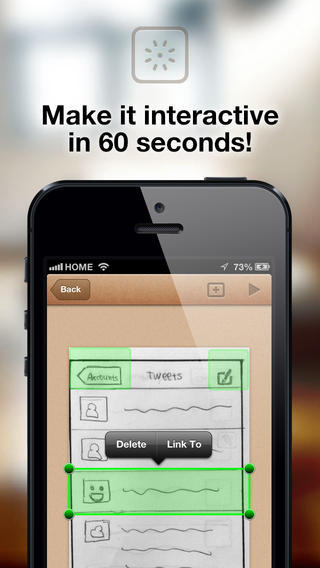 Make it interactive
in 60 seconds!
HOME 73%
Back
Accounts Tweets
Delete Link To